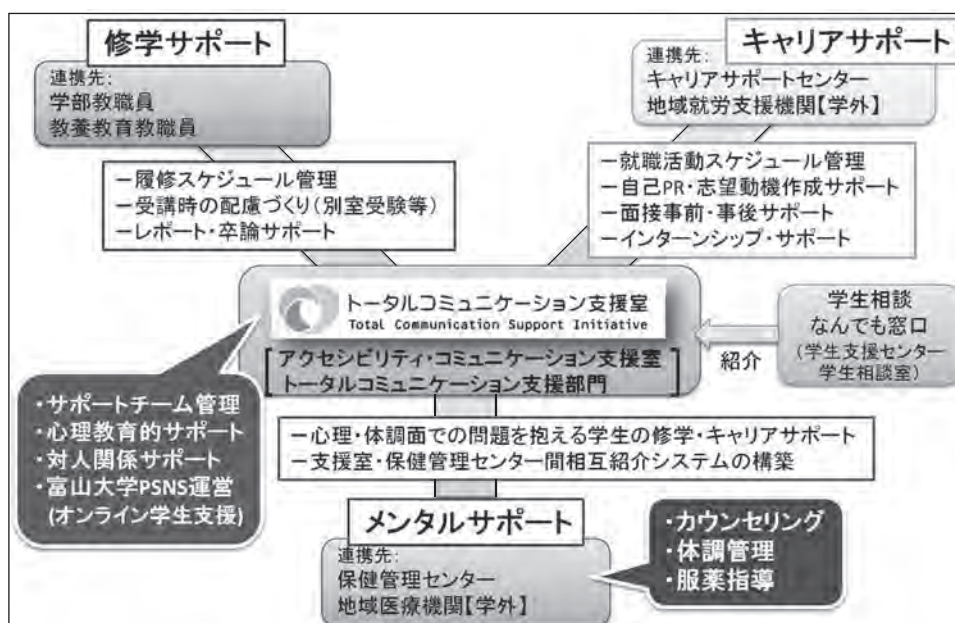 修学サポート
連携先:
学部教職員
教養教育教職員
キャリアサポート
連携先:
キャリアサポートセンター
地域就労支援機関【学外】
－履修スケジュール管理
－受講時の配慮づくり(別室受験等)
－レポート・卒論サポート
－就職活動スケジュール管理
－自己PR・志望動機作成サポート
－面接事前・事後サポート
－インターンシップ・サポート
トータルコミュニケーション支援室
Total Communication Support Initiative
[アクセシビリティ・コミュニケーション支援室
トータルコミュニケーション支援部門]
学生相談
なんでも窓口
(学生支援センター
学生相談室)
紹介
・サポートチーム管理
・心理教育的サポート
・対人関係サポート
・富山大学PSNS運営
(オンライン学生支援)
－心理・体調面での問題を抱える学生の修学・キャリアサポート
－支援室・保健管理センター間相互紹介システムの構築
メンタルサポート
連携先:
保健管理センター
地域医療機関【学外】
・カウンセリング
・体調管理
・服薬指導